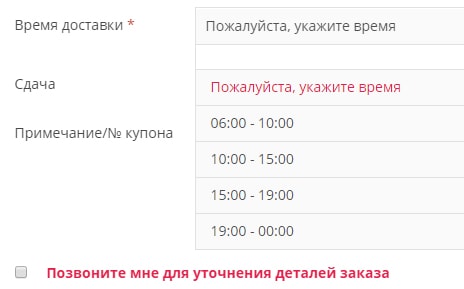 Время доставки *
Пожалуйста, укажите время
Сдача
Пожалуйста, укажите время
06:00 - 10:00
Примечание/№ купона
10:00 - 15:00
15:00 - 19:00
19:00 - 00:00
Позвоните мне для уточнения деталей заказа